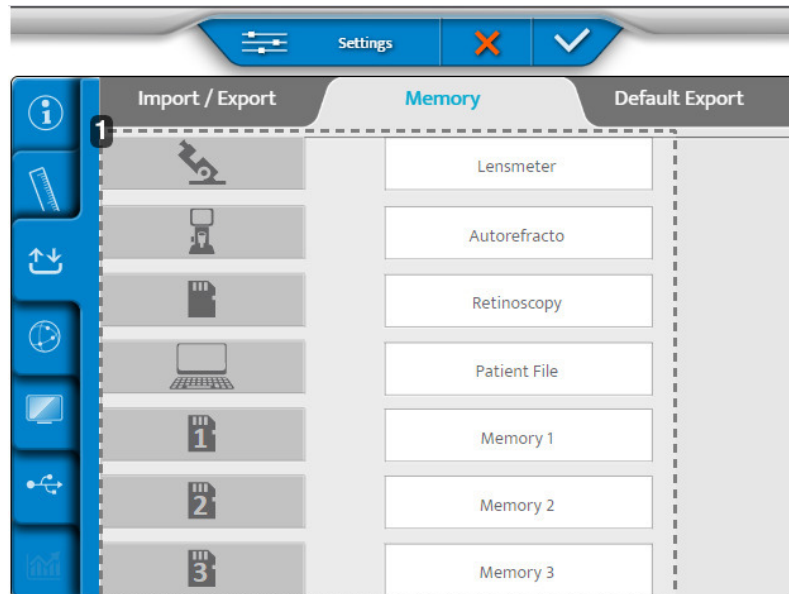 Settings
Import / Export
Memory
Default Export
1
Lensmeter
Autorefracto
Retinoscopy
Patient File
1
Memory 1
2
Memory 2
3
Memory 3